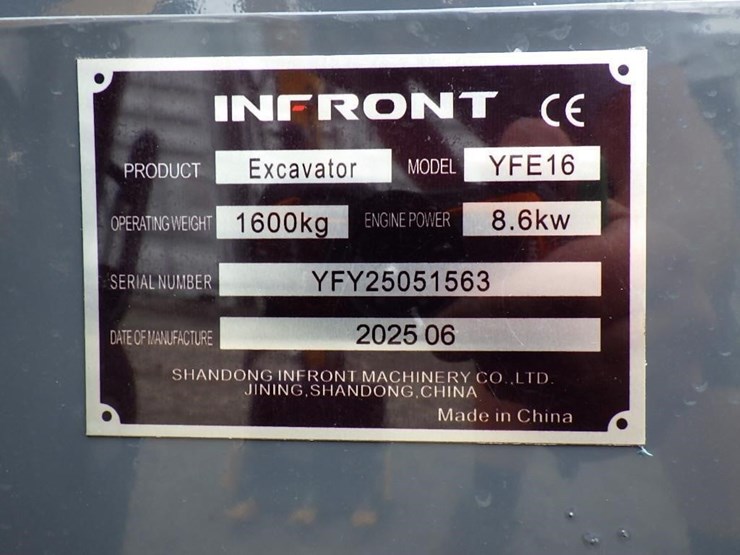 INFRONT CE
PRODUCT Excavator MODEL YFE16
OPERATING WEIGHT 1600kg ENGINE POWER 8.6kw
SERIAL NUMBER YFY25051563
DATE OF MANUFACTURE 2025 06
SHANDONG INFRONT MACHINERY CO.,LTD.
JINING,SHANDONG,CHINA
Made in China